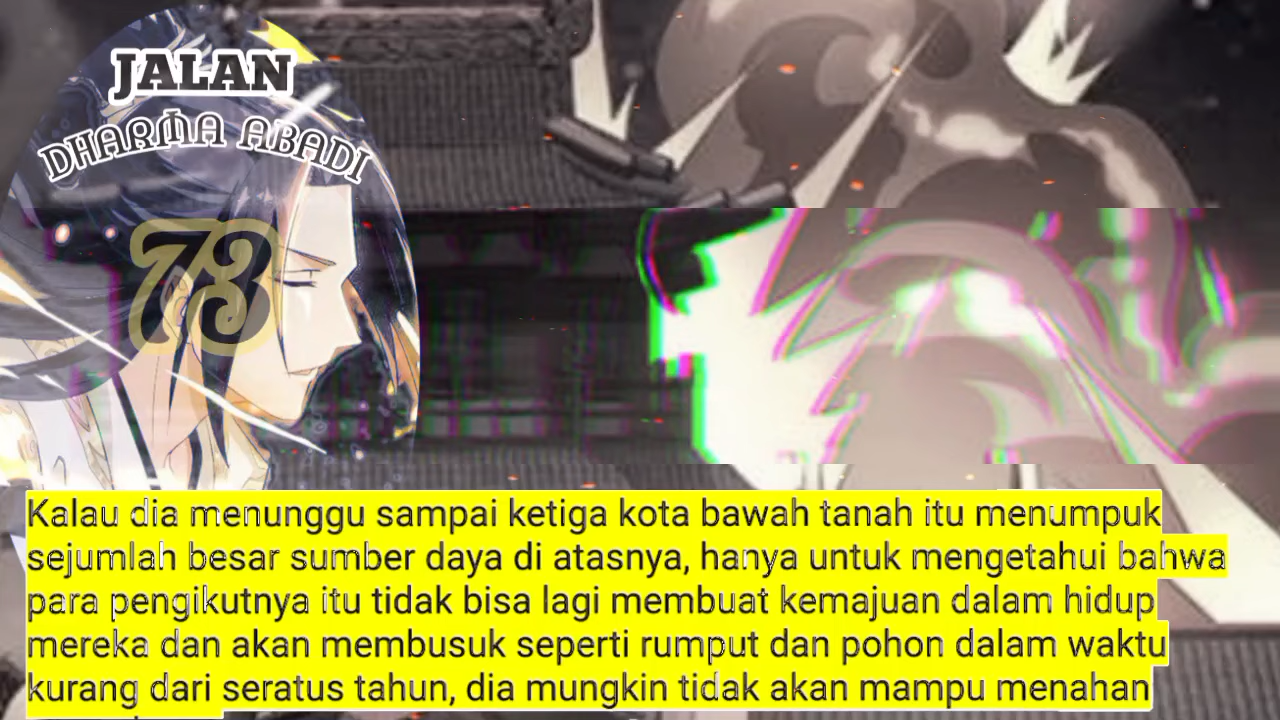 JALAN
DHARMA ABADI
73
Kalau dia menunggu sampai ketiga kota bawah tanah itu menumpuk
sejumlah besar sumber daya di atasnya, hanya untuk mengetahui bahwa
para pengikutnya itu tidak bisa lagi membuat kemajuan dalam hidup
mereka dan akan membusuk seperti rumput dan pohon dalam waktu
kurang dari seratus tahun, dia mungkin tidak akan mampu menahan